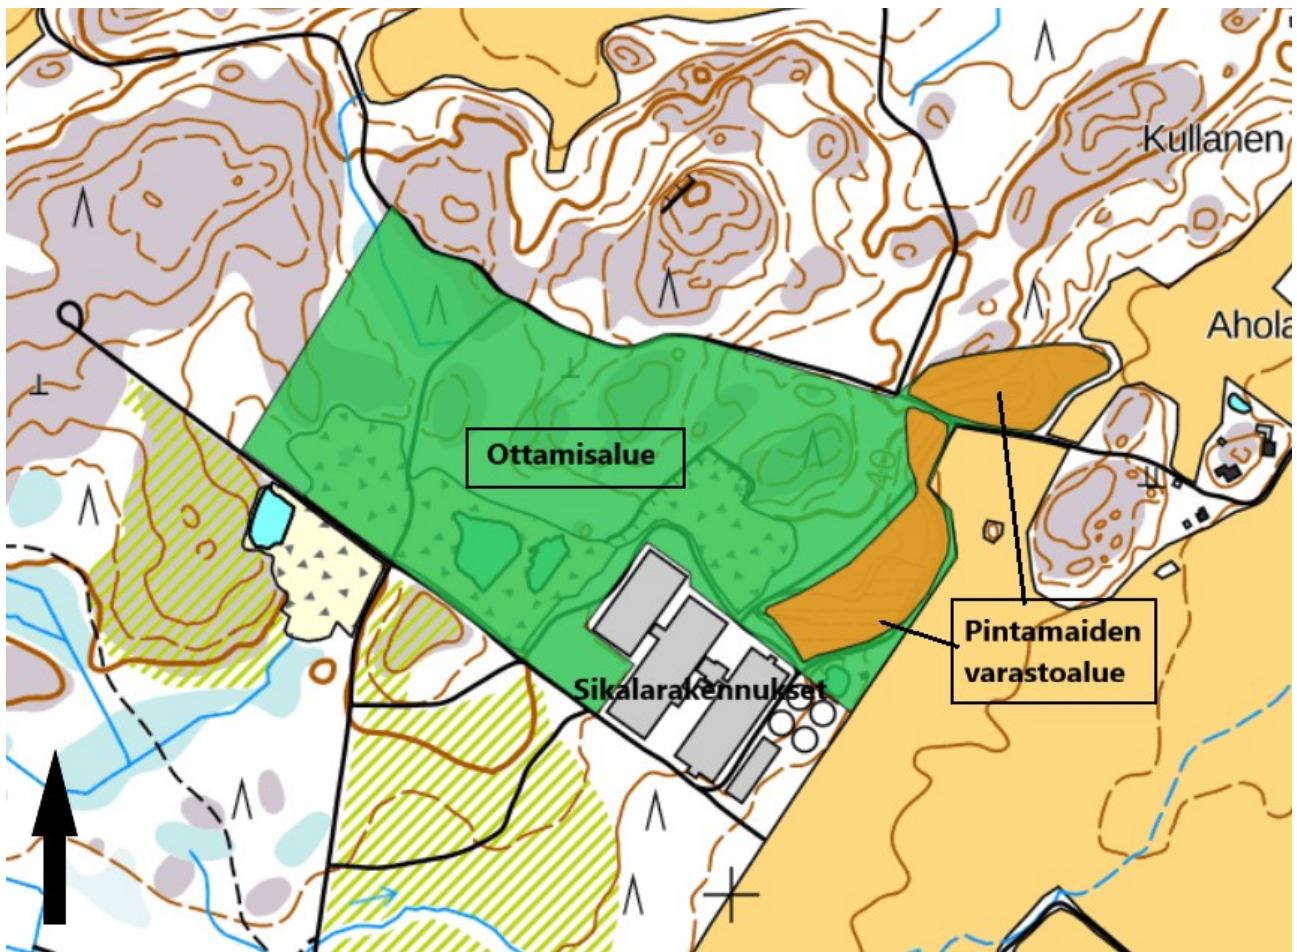 Kullanen
Ahola
Ottamisalue
40
Pintamaiden
varastoalue
Sikalarakennukset